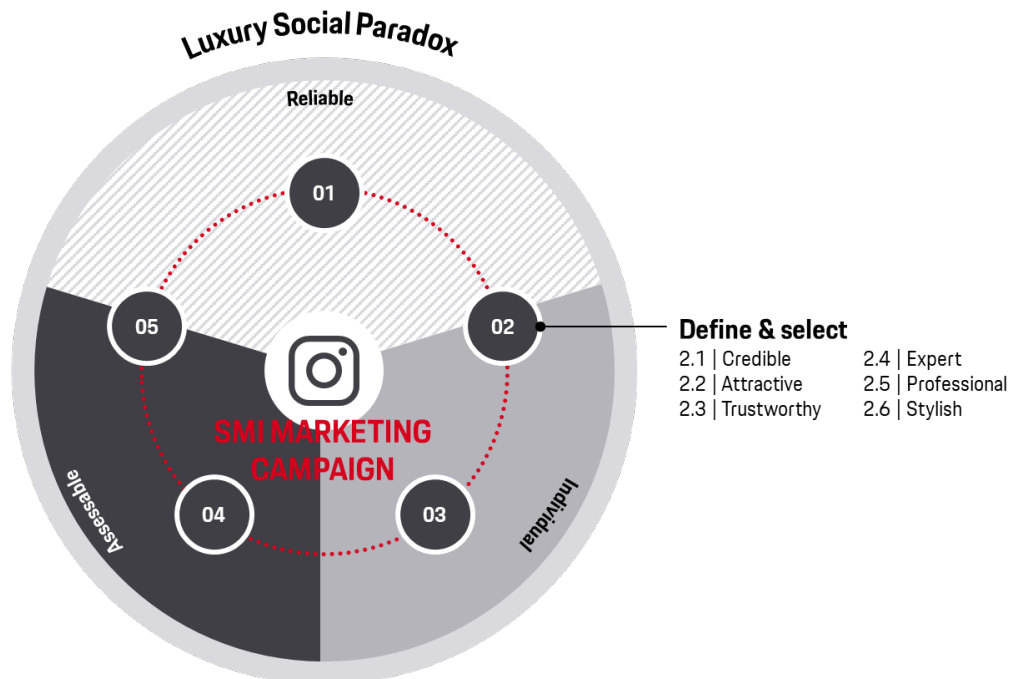 Luxury Social Paradox
Reliable
01
05
02
Define & select
2.1 | Credible
2.2 | Attractive
2.3 | Trustworthy
2.4 | Expert
2.5 | Professional
2.6 | Stylish
SMI MARKETING
CAMPAIGN
Assessable
Individual
04
03